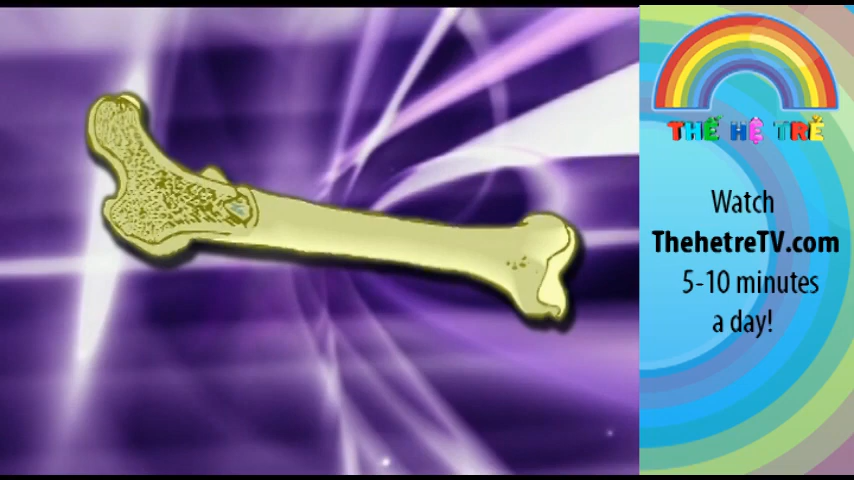 THẾ HỆ TRẺ
Watch
ThehetreTV.com
5-10 minutes
a day!